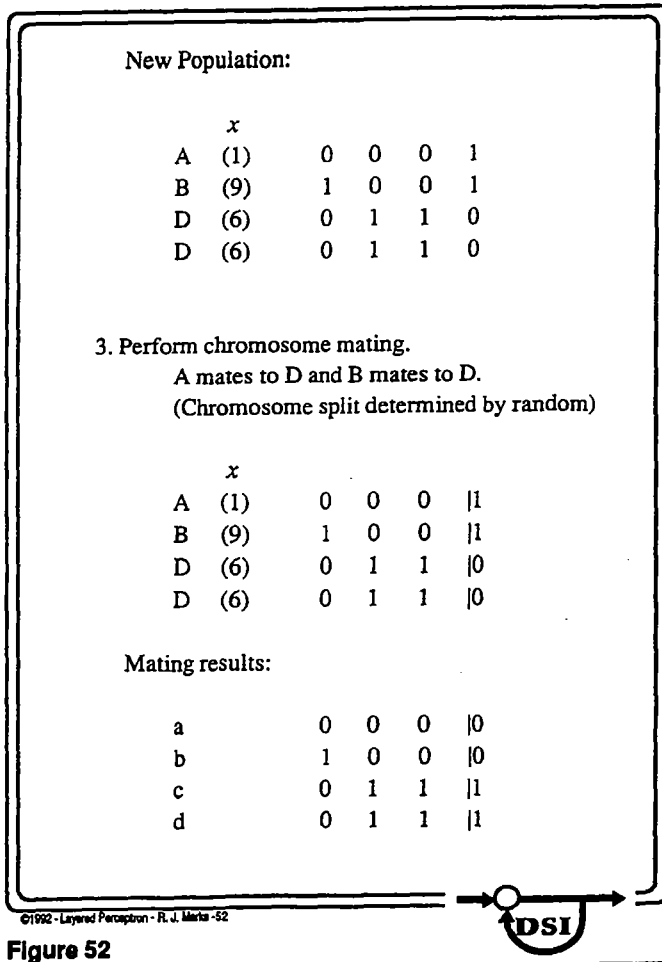 New Population:
x
A (1) 0 0 0 1
B (9) 1 0 0 1
D (6) 0 1 1 0
D (6) 0 1 1 0
3. Perform chromosome mating.
A mates to D and B mates to D.
(Chromosome split determined by random)
x
A (1) 0 0 0 |1
B (9) 1 0 0 |1
D (6) 0 1 1 |0
D (6) 0 1 1 |0
Mating results:
a 0 0 0 |0
b 1 0 0 |0
c 0 1 1 |1
d 0 1 1 |1
©1992 - Layered Perceptron - R. J. Marks -52
DSI
Figure 52